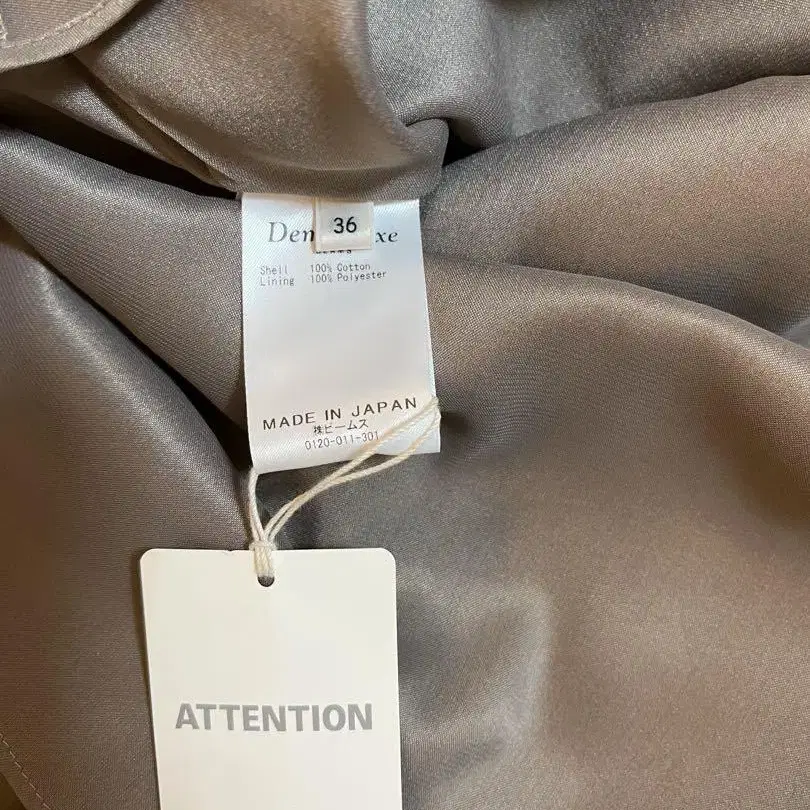 36
Shell 100% Cotton
Lining 100% Polyester
MADE IN JAPAN
株ビームス
0120-011-301
ATTENTION